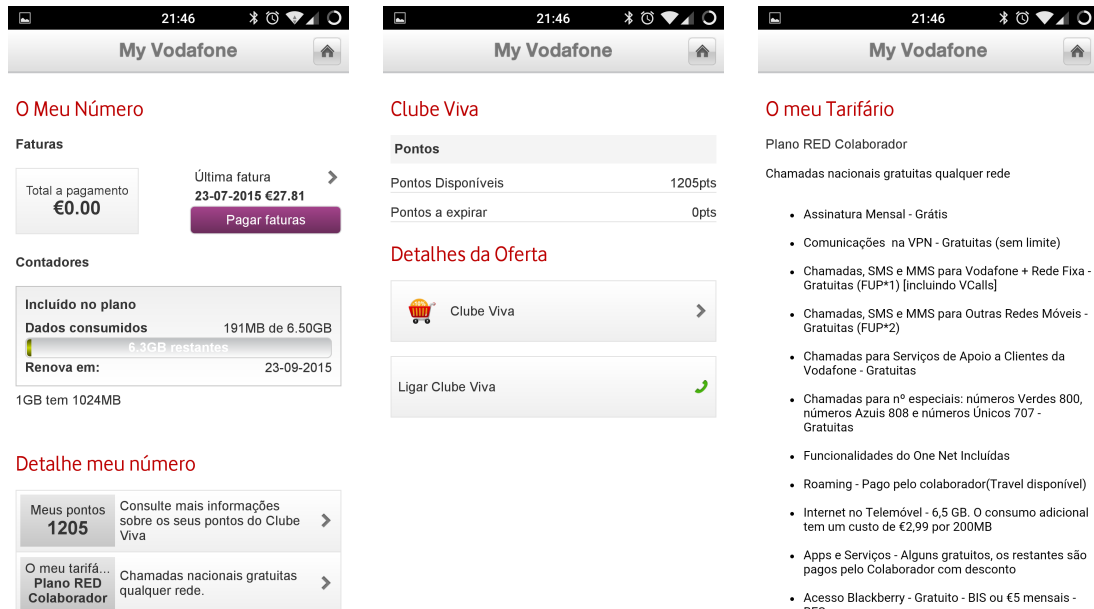 21:46
My Vodafone
O Meu Número
Faturas
Total a pagamento
€0.00
Última fatura
23-07-2015 €27.81
Pagar faturas
Contadores
Incluído no plano
Dados consumidos 191MB de 6.50GB
6.3GB restantes
Renova em: 23-09-2015
1GB tem 1024MB
Detalhe meu número
Meus pontos
1205
Consulte mais informações
sobre os seus pontos do Clube
Viva
O meu tarifá...
Plano RED
Colaborador
Chamadas nacionais gratuitas
qualquer rede.
21:46
My Vodafone
Clube Viva
Pontos
Pontos Disponíveis 1205pts
Pontos a expirar 0pts
Detalhes da Oferta
Clube Viva
Ligar Clube Viva
21:46
My Vodafone
O meu Tarifário
Plano RED Colaborador
Chamadas nacionais gratuitas qualquer rede
• Assinatura Mensal - Grátis
• Comunicações na VPN - Gratuitas (sem limite)
• Chamadas, SMS e MMS para Vodafone + Rede Fixa -
Gratuitas (FUP*1) [incluindo VCalls]
• Chamadas, SMS e MMS para Outras Redes Móveis -
Gratuitas (FUP*2)
• Chamadas para Serviços de Apoio a Clientes da
Vodafone - Gratuitas
• Chamadas para nº especiais: números Verdes 800,
números Azuis 808 e números Únicos 707 -
Gratuitas
• Funcionalidades do One Net Incluídas
• Roaming - Pago pelo colaborador(Travel disponível)
• Internet no Telemóvel - 6,5 GB. O consumo adicional
tem um custo de €2,99 por 200MB
• Apps e Serviços - Alguns gratuitos, os restantes são
pagos pelo Colaborador com desconto
• Acesso Blackberry - Gratuito - BIS ou €5 mensais -